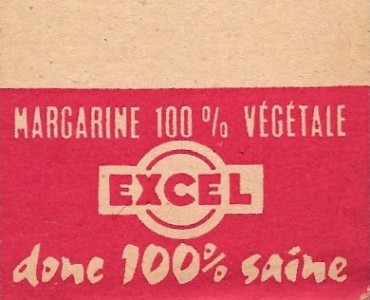 MARGARINE 100 % VÉGÉTALE
EXCEL
donc 100% saine